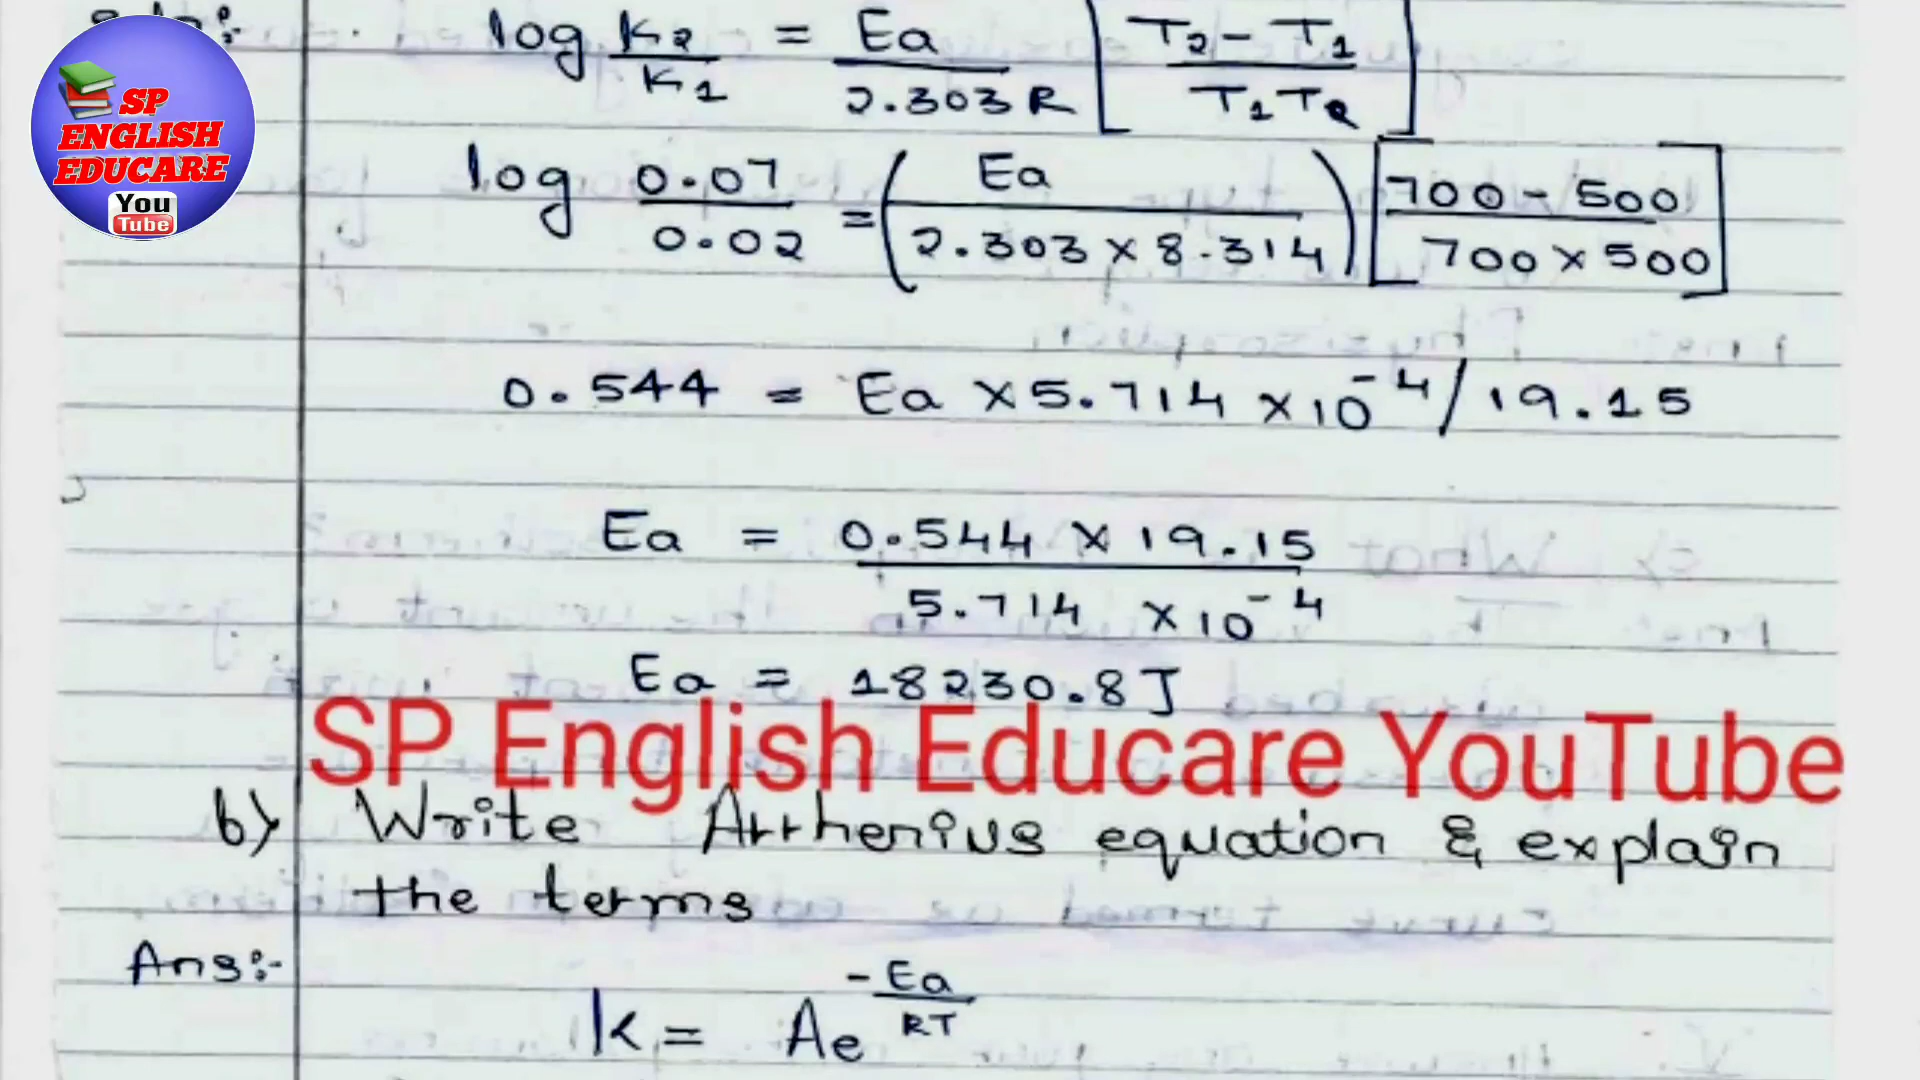 SP
ENGLISH
EDUCARE
You
Tube
log K2/K1 = Ea/2.303R [T2-T1/T1T2]
log 0.07/0.02 = (Ea/2.303×8.314) [700-500/700×500]
0.544 = Ea ×5.714 ×10^-4/19.15
Ea = 0.544 × 19.15/5.714 ×10^-4
Ea = 18230.8J
SP English Educare YouTube
b) Write Arrhenius equation & explain
the terms
Ans:-
K = Ae^-Ea/RT